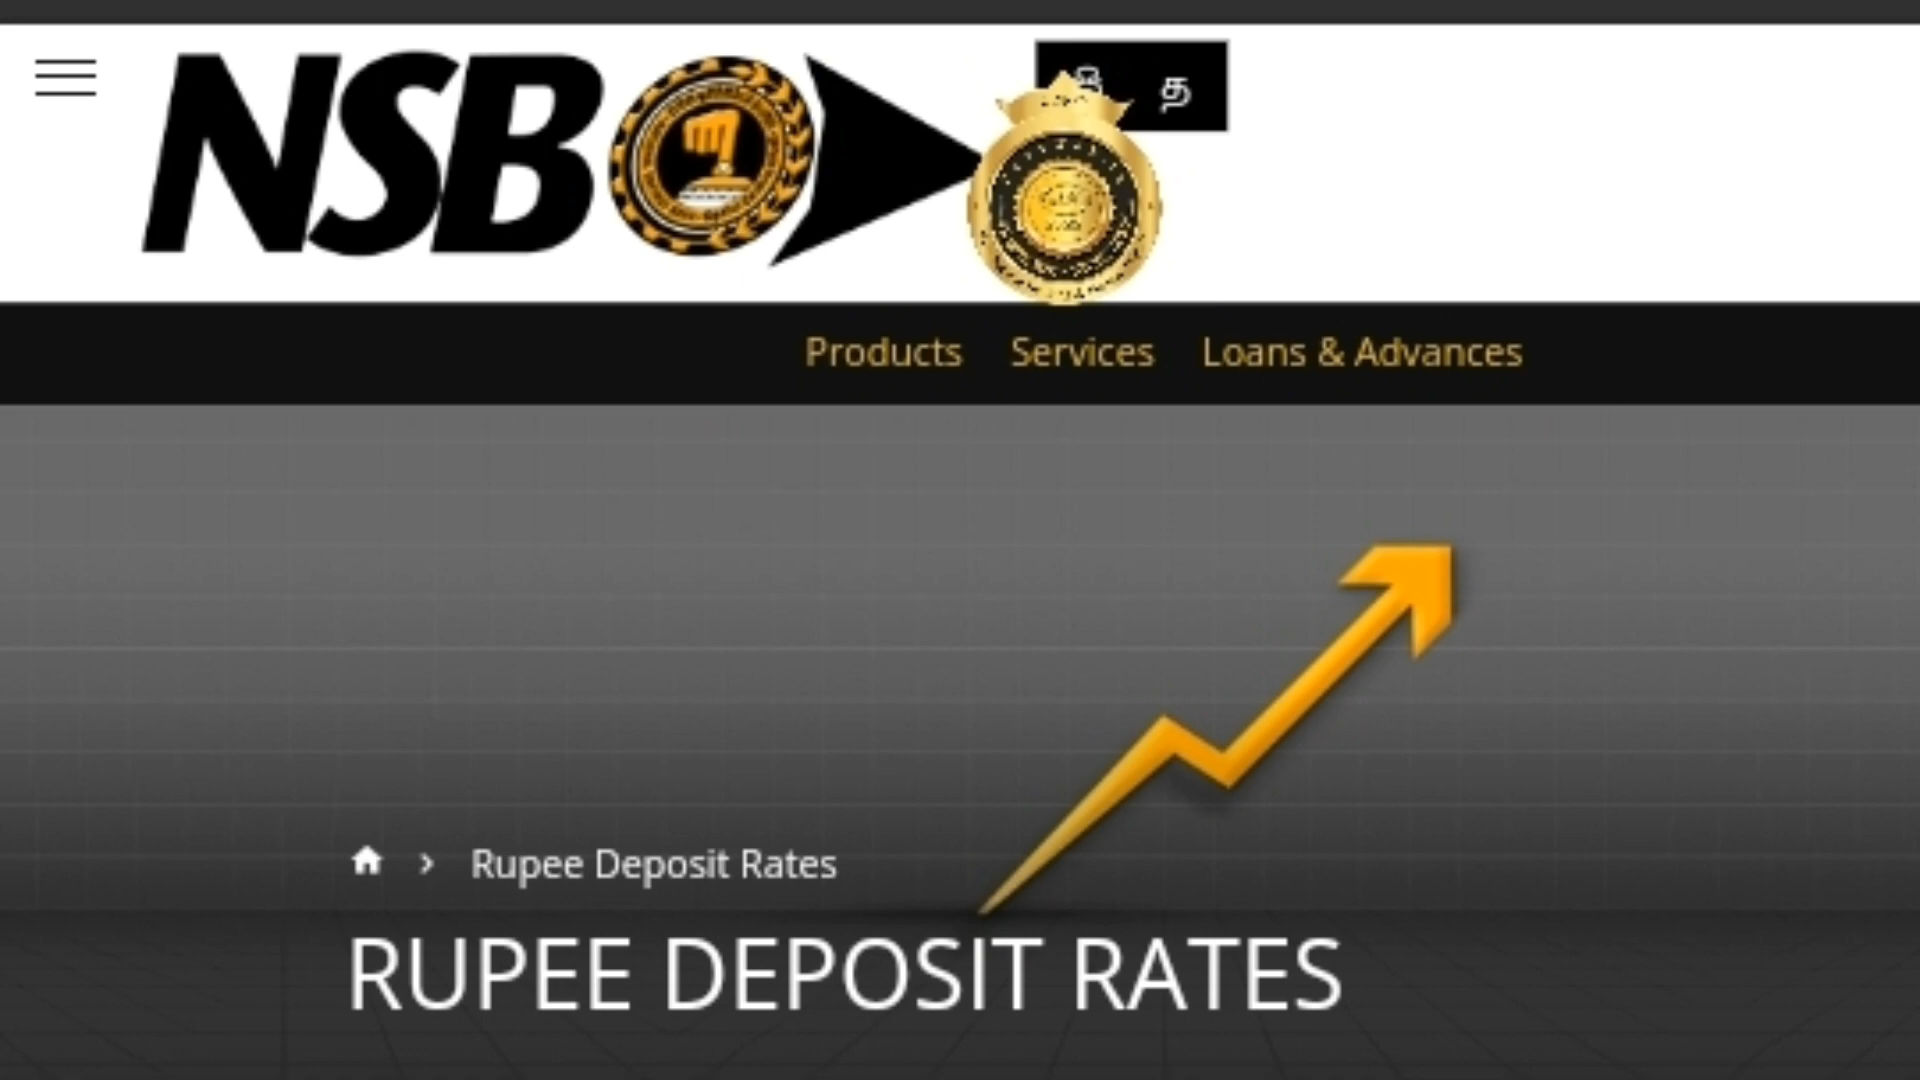 NSB
த
Products Services Loans & Advances
Rupee Deposit Rates
RUPEE DEPOSIT RATES